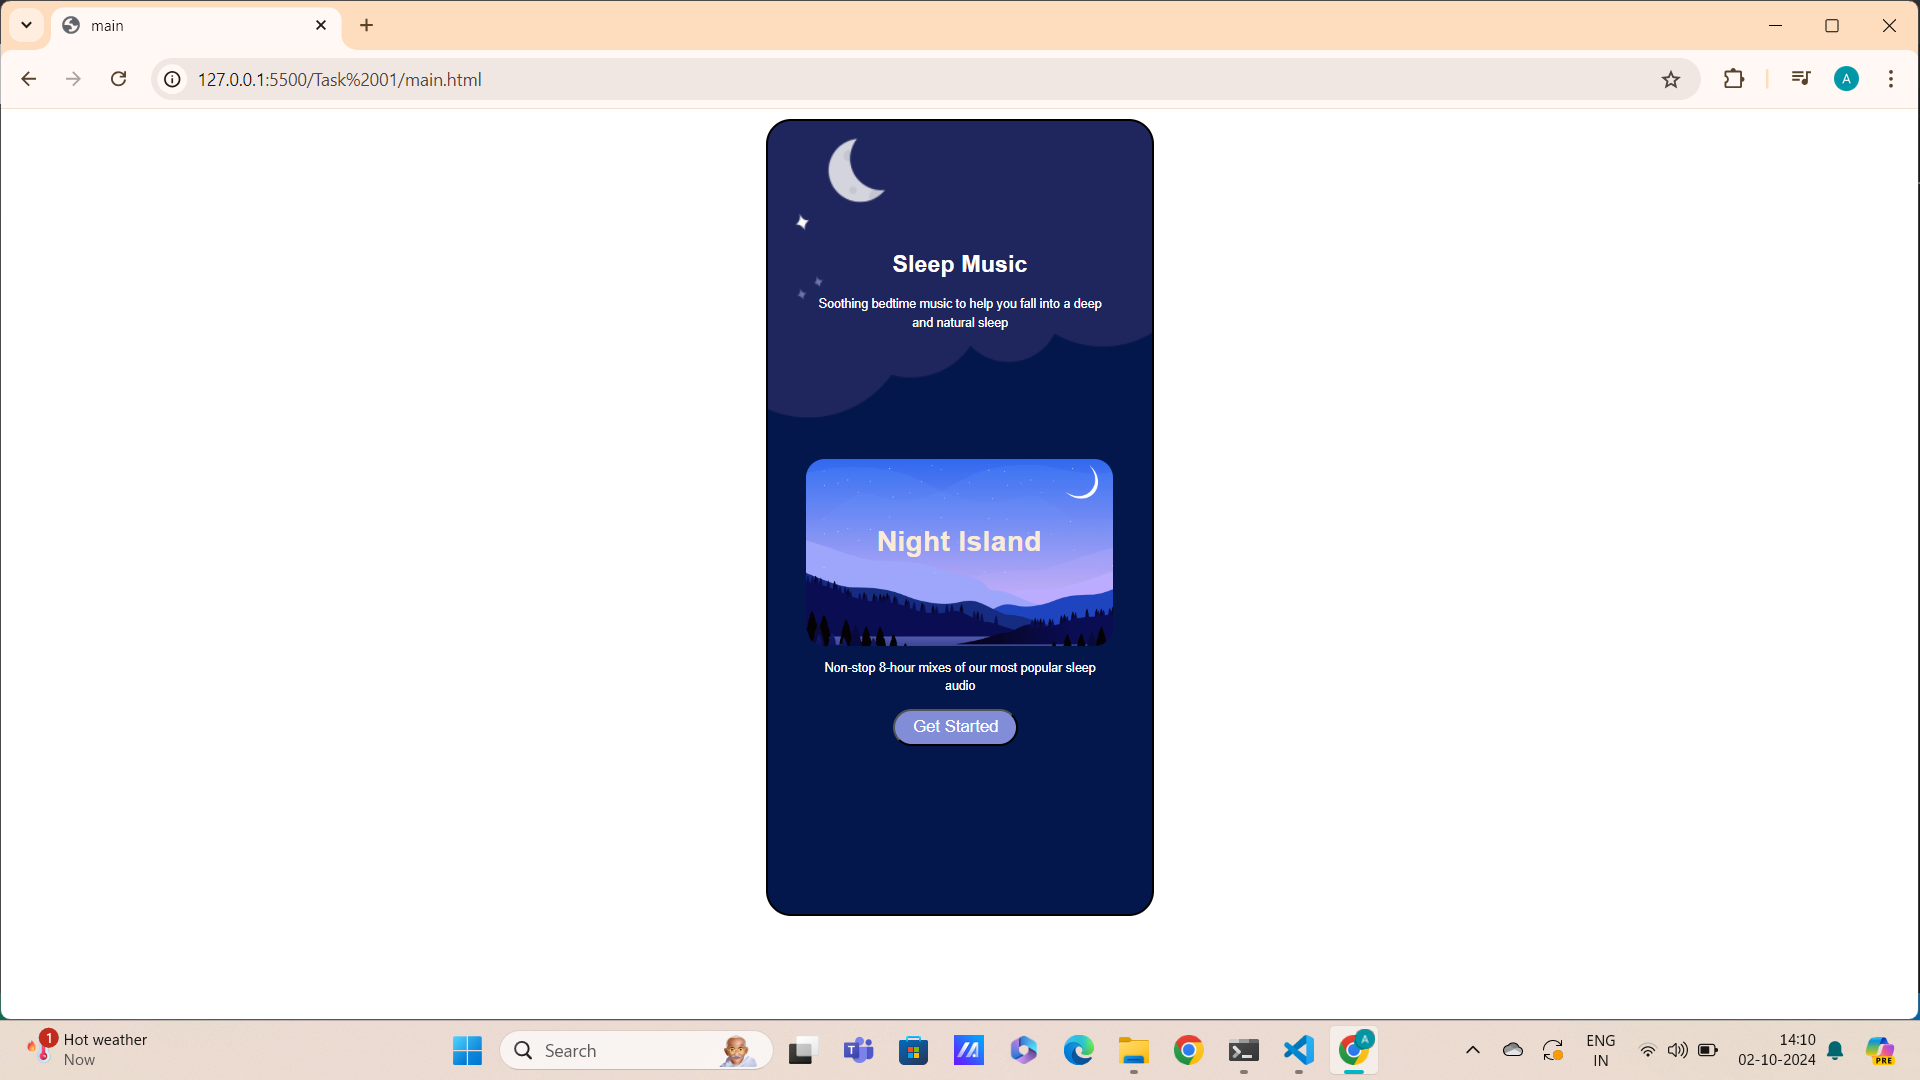 main
127.0.0.1:5500/Task%2001/main.html
A
Sleep Music
Soothing bedtime music to help you fall into a deep
and natural sleep
Night Island
Non-stop 8-hour mixes of our most popular sleep
audio
Get Started
1
Hot weather
Now
Search
T
A
ENG
IN
14:10
02-10-2024
PRE